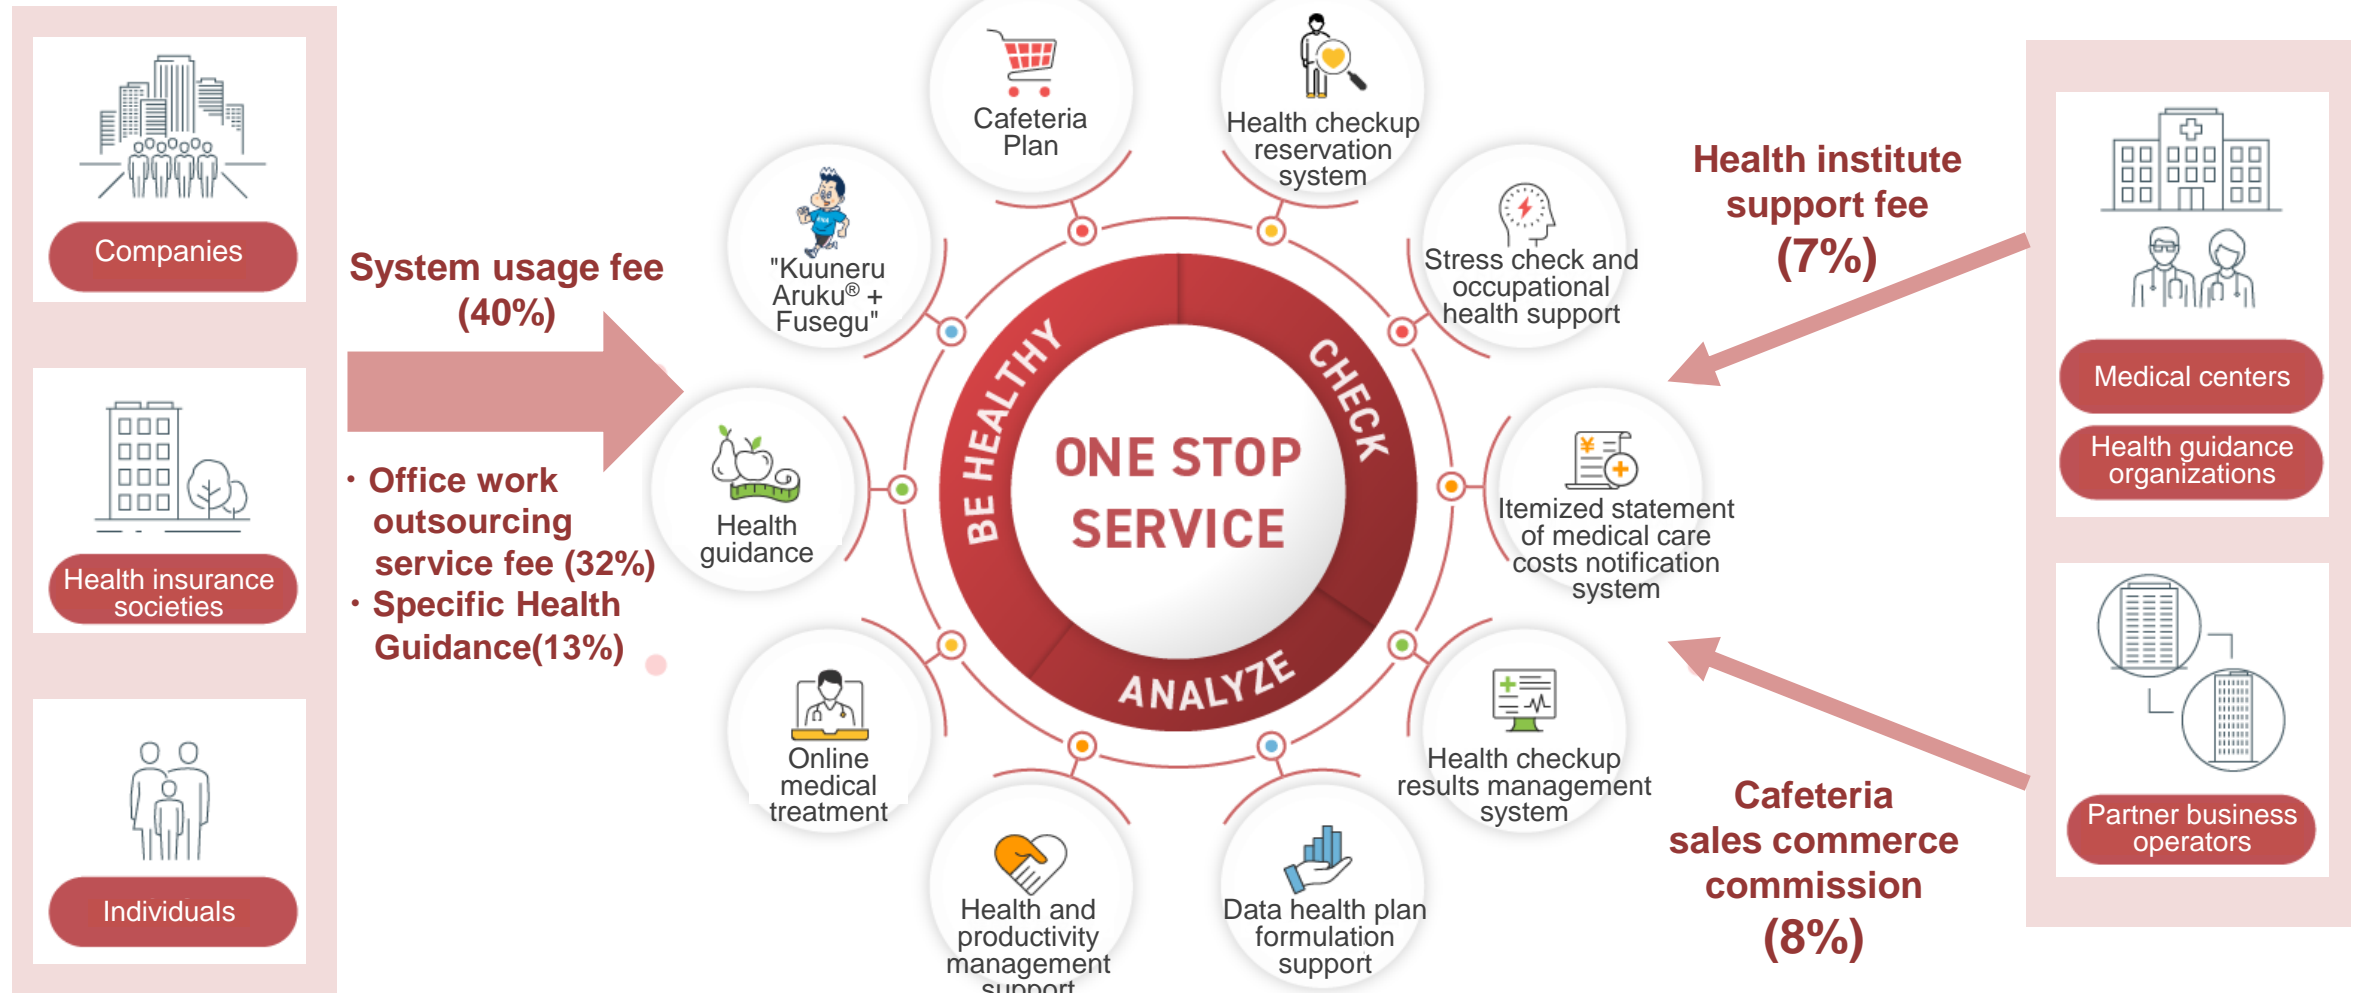 Companies
Health insurance
societies
Individuals
System usage fee
(40%)
・Office work
outsourcing
service fee (32%)
・Specific Health
Guidance(13%)
Cafeteria
Plan
Health checkup
reservation
system
"Kuuneru
Aruku® +
Fusegu"
Stress check and
occupational
health support
Health
guidance
Itemized statement
of medical care
costs notification
system
Online
medical
treatment
Health checkup
results management
system
Health and
productivity
management
support
Data health plan
formulation
support
BE HEALTHY
CHECK
ANALYZE
ONE STOP
SERVICE
Health institute
support fee
(7%)
Cafeteria
sales commerce
commission
(8%)
Medical centers
Health guidance
organizations
Partner business
operators